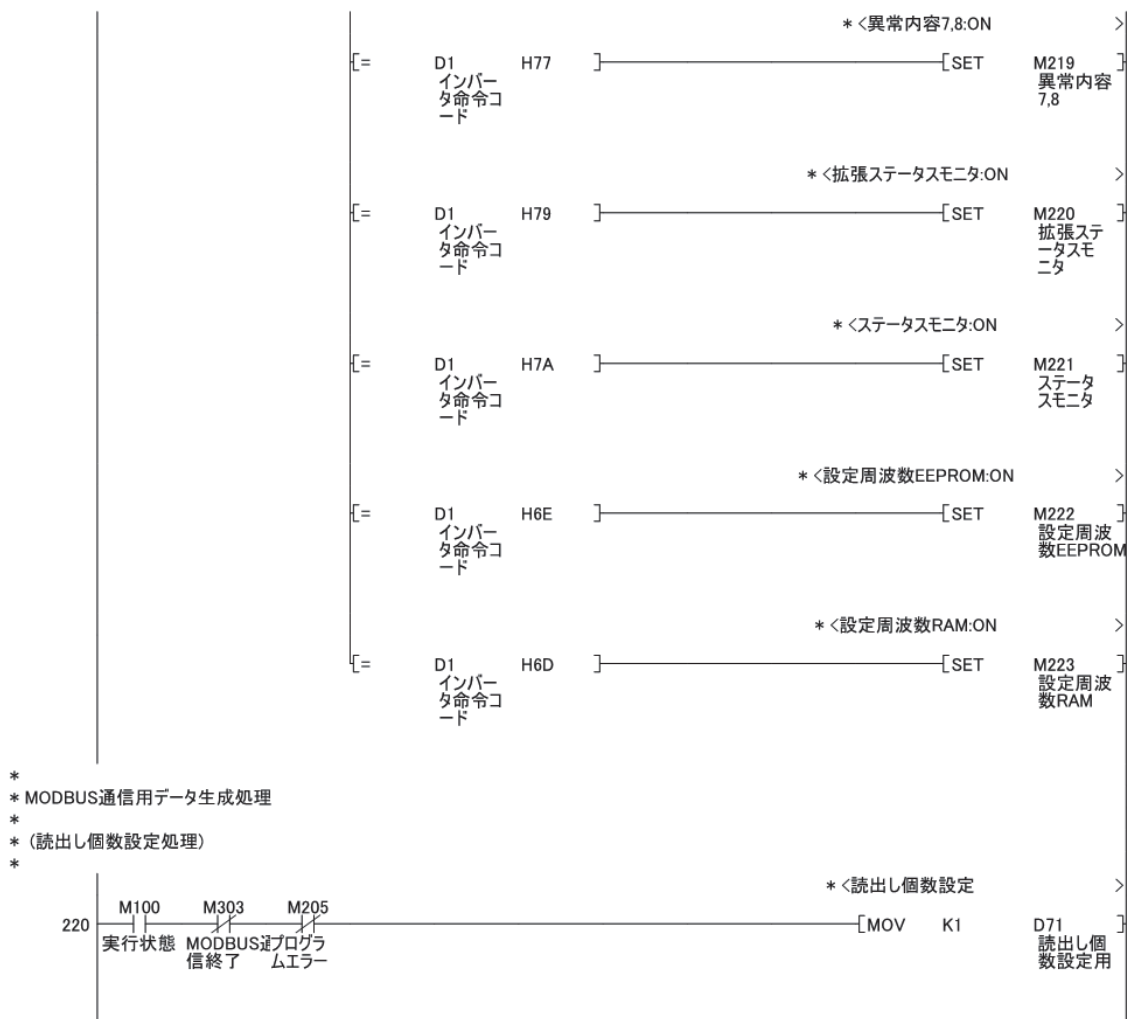 * <異常内容7,8:ON >
[= D1 H77 ] [SET M219 ]
インバー
タ命令コ
ード
異常内容
7,8
* <拡張ステータスモニタ:ON >
[= D1 H79 ] [SET M220 ]
インバー
タ命令コ
ード
拡張ステ
ータスモ
ニタ
* <ステータスモニタ:ON >
[= D1 H7A ] [SET M221 ]
インバー
タ命令コ
ード
ステータ
スモニタ
* <設定周波数EEPROM:ON >
[= D1 H6E ] [SET M222 ]
インバー
タ命令コ
ード
設定周波
数EEPROM
* <設定周波数RAM:ON >
[= D1 H6D ] [SET M223 ]
インバー
タ命令コ
ード
設定周波
数RAM
*
* MODBUS通信用データ生成処理
*
* (読出し個数設定処理)
*
* <読出し個数設定 >
M100 M303 M205
220 [MOV K1 D71 ]
実行状態 MODBUS通
信終了
プログラ
ムエラー
読出し個
数設定用